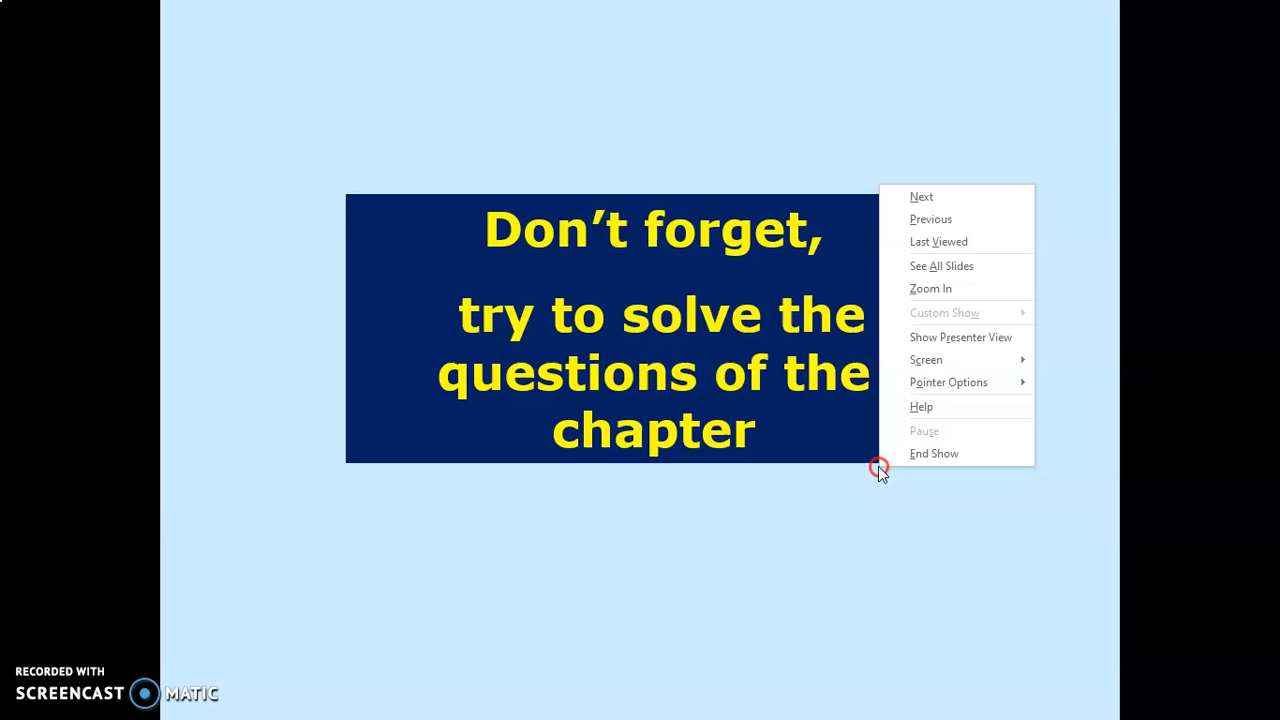 Don’t forget,
try to solve the
questions of the
chapter
Next
Previous
Last Viewed
See All Slides
Zoom In
Custom Show
Show Presenter View
Screen
Pointer Options
Help
Pause
End Show
RECORDED WITH
SCREENCAST MATIC